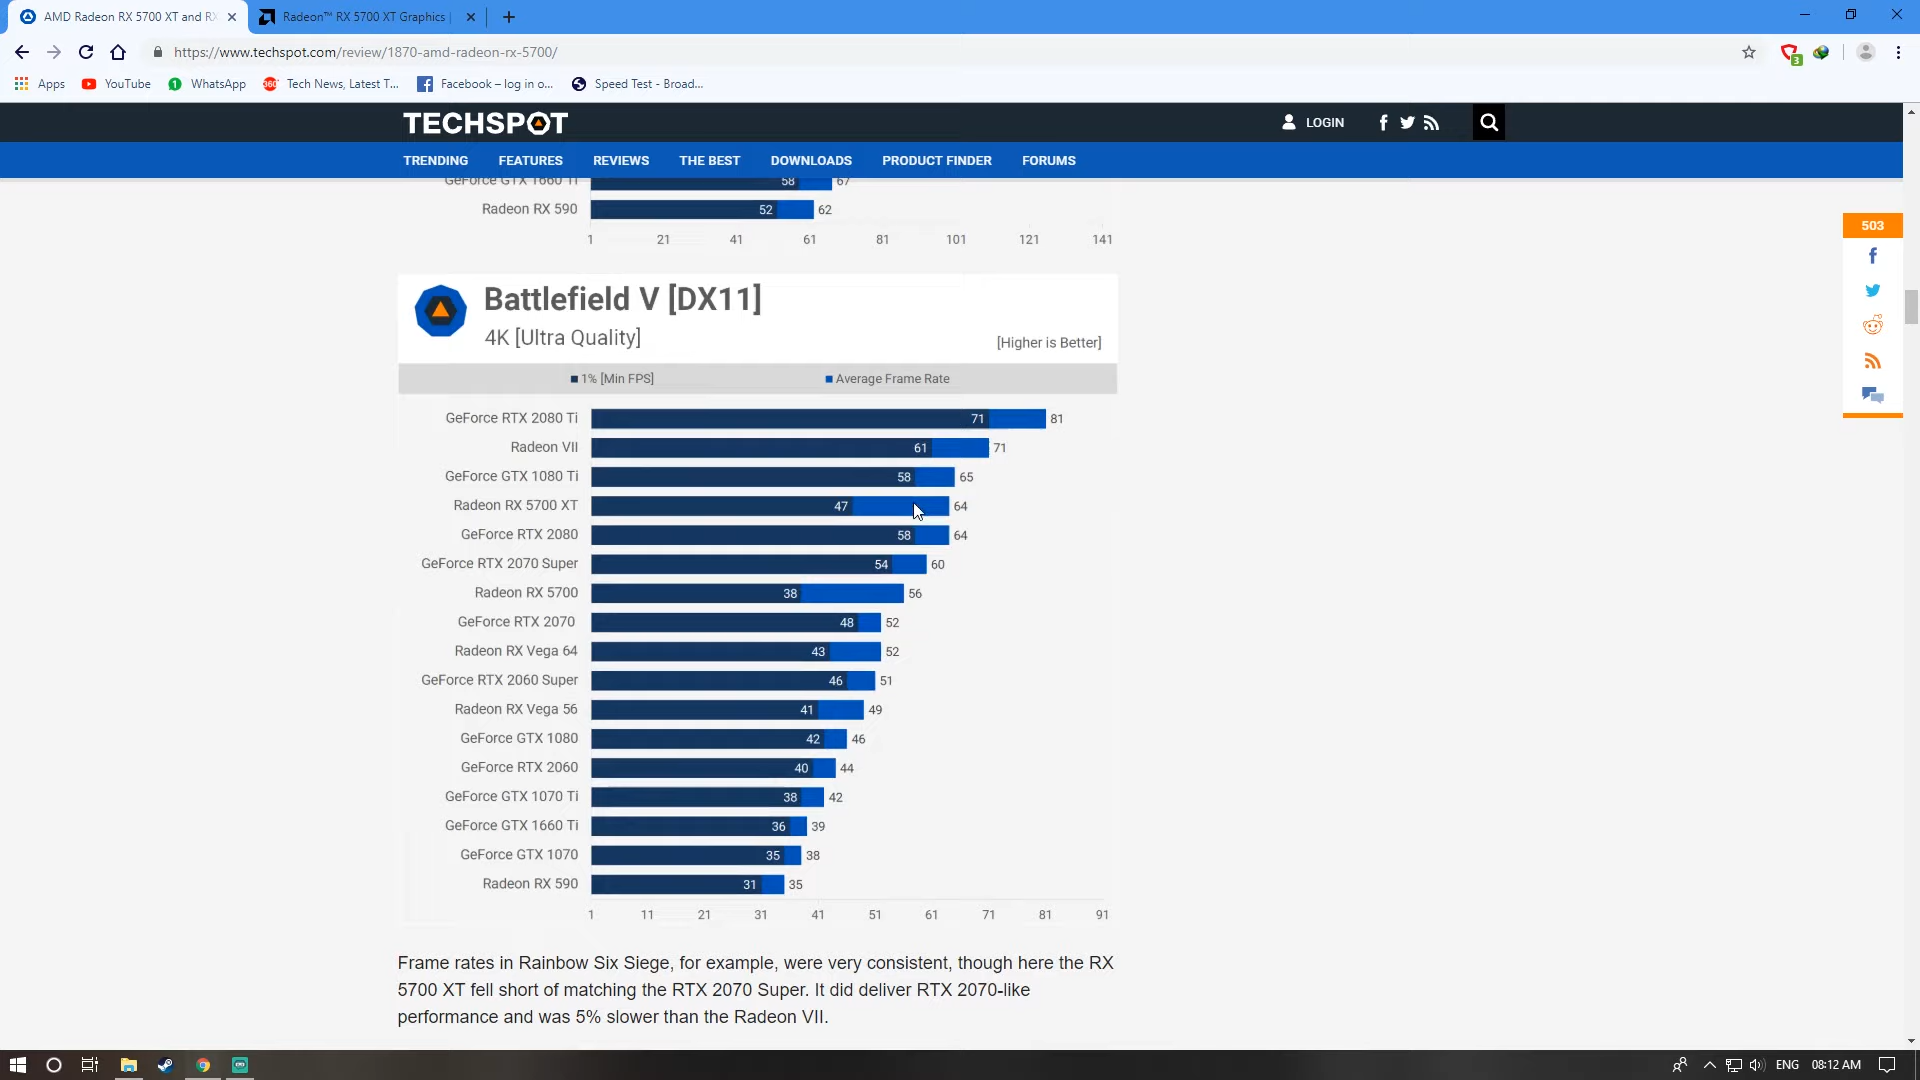 AMD Radeon RX 5700 XT and RX
Radeon™ RX 5700 XT Graphics
https://www.techspot.com/review/1870-amd-radeon-rx-5700/
3
Apps
YouTube
1
WhatsApp
360
Tech News, Latest T...
Facebook – log in o...
Speed Test - Broad...
TECHSPOT
LOGIN
TRENDING
FEATURES
REVIEWS
THE BEST
DOWNLOADS
PRODUCT FINDER
FORUMS
GeForce GTX 1660 Ti 58 67
Radeon RX 590 52 62
1 21 41 61 81 101 121 141
503
Battlefield V [DX11]
4K [Ultra Quality]
[Higher is Better]
1% [Min FPS] Average Frame Rate
GeForce RTX 2080 Ti 71 81
Radeon VII 61 71
GeForce GTX 1080 Ti 58 65
Radeon RX 5700 XT 47 64
GeForce RTX 2080 58 64
GeForce RTX 2070 Super 54 60
Radeon RX 5700 38 56
GeForce RTX 2070 48 52
Radeon RX Vega 64 43 52
GeForce RTX 2060 Super 46 51
Radeon RX Vega 56 41 49
GeForce GTX 1080 42 46
GeForce RTX 2060 40 44
GeForce GTX 1070 Ti 38 42
GeForce GTX 1660 Ti 36 39
GeForce GTX 1070 35 38
Radeon RX 590 31 35
1 11 21 31 41 51 61 71 81 91
Frame rates in Rainbow Six Siege, for example, were very consistent, though here the RX
5700 XT fell short of matching the RTX 2070 Super. It did deliver RTX 2070-like
performance and was 5% slower than the Radeon VII.
ENG
08:12 AM